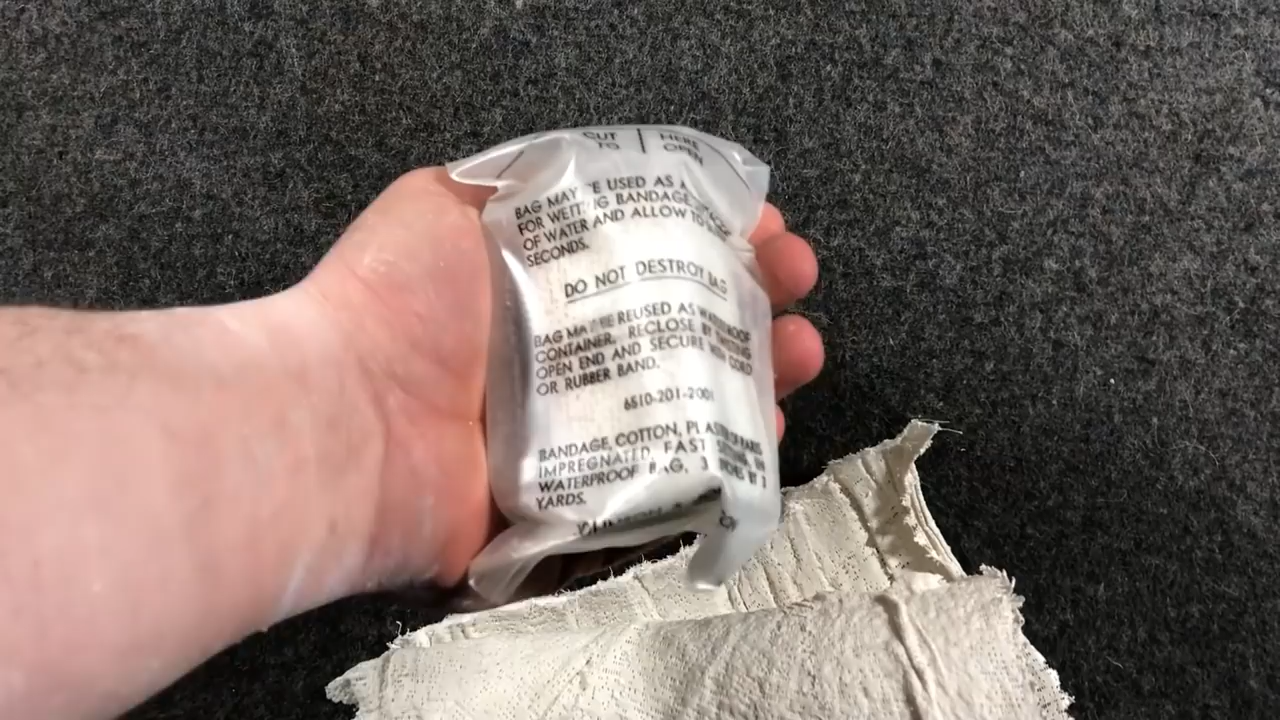 CUT | HERE
TO OPEN
BAG MAY BE USED AS A
FOR WETTING BANDAGE.
OF WATER AND ALLOW TO
SECONDS.
DO NOT DESTROY BAG
BAG MAY BE REUSED AS WATERPROOF
CONTAINER. RECLOSE BY TWISTING
OPEN END AND SECURE WITH CORD
OR RUBBER BAND.
6510-201-2001
BANDAGE, COTTON, PLASTER OF PARIS
IMPREGNATED, FAST SETTING, IN
WATERPROOF BAG, 3 INCHES BY 3
YARDS.